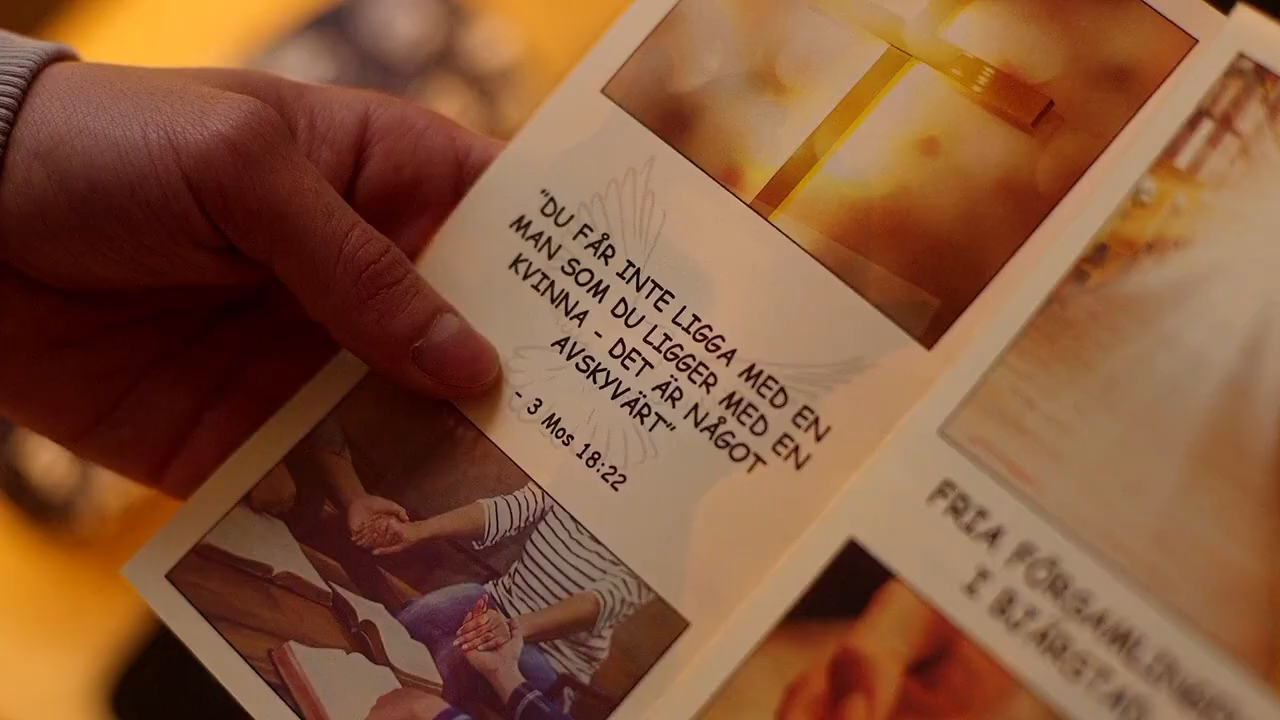 "DU FÅR INTE LIGGA MED EN
MAN SOM DU LIGGER MED EN
KVINNA - DET ÄR NÅGOT
AVSKYVÄRT"
- 3 Mos 18:22
FRIA FÖRSAMLINGEN
I BJÄRSTAD